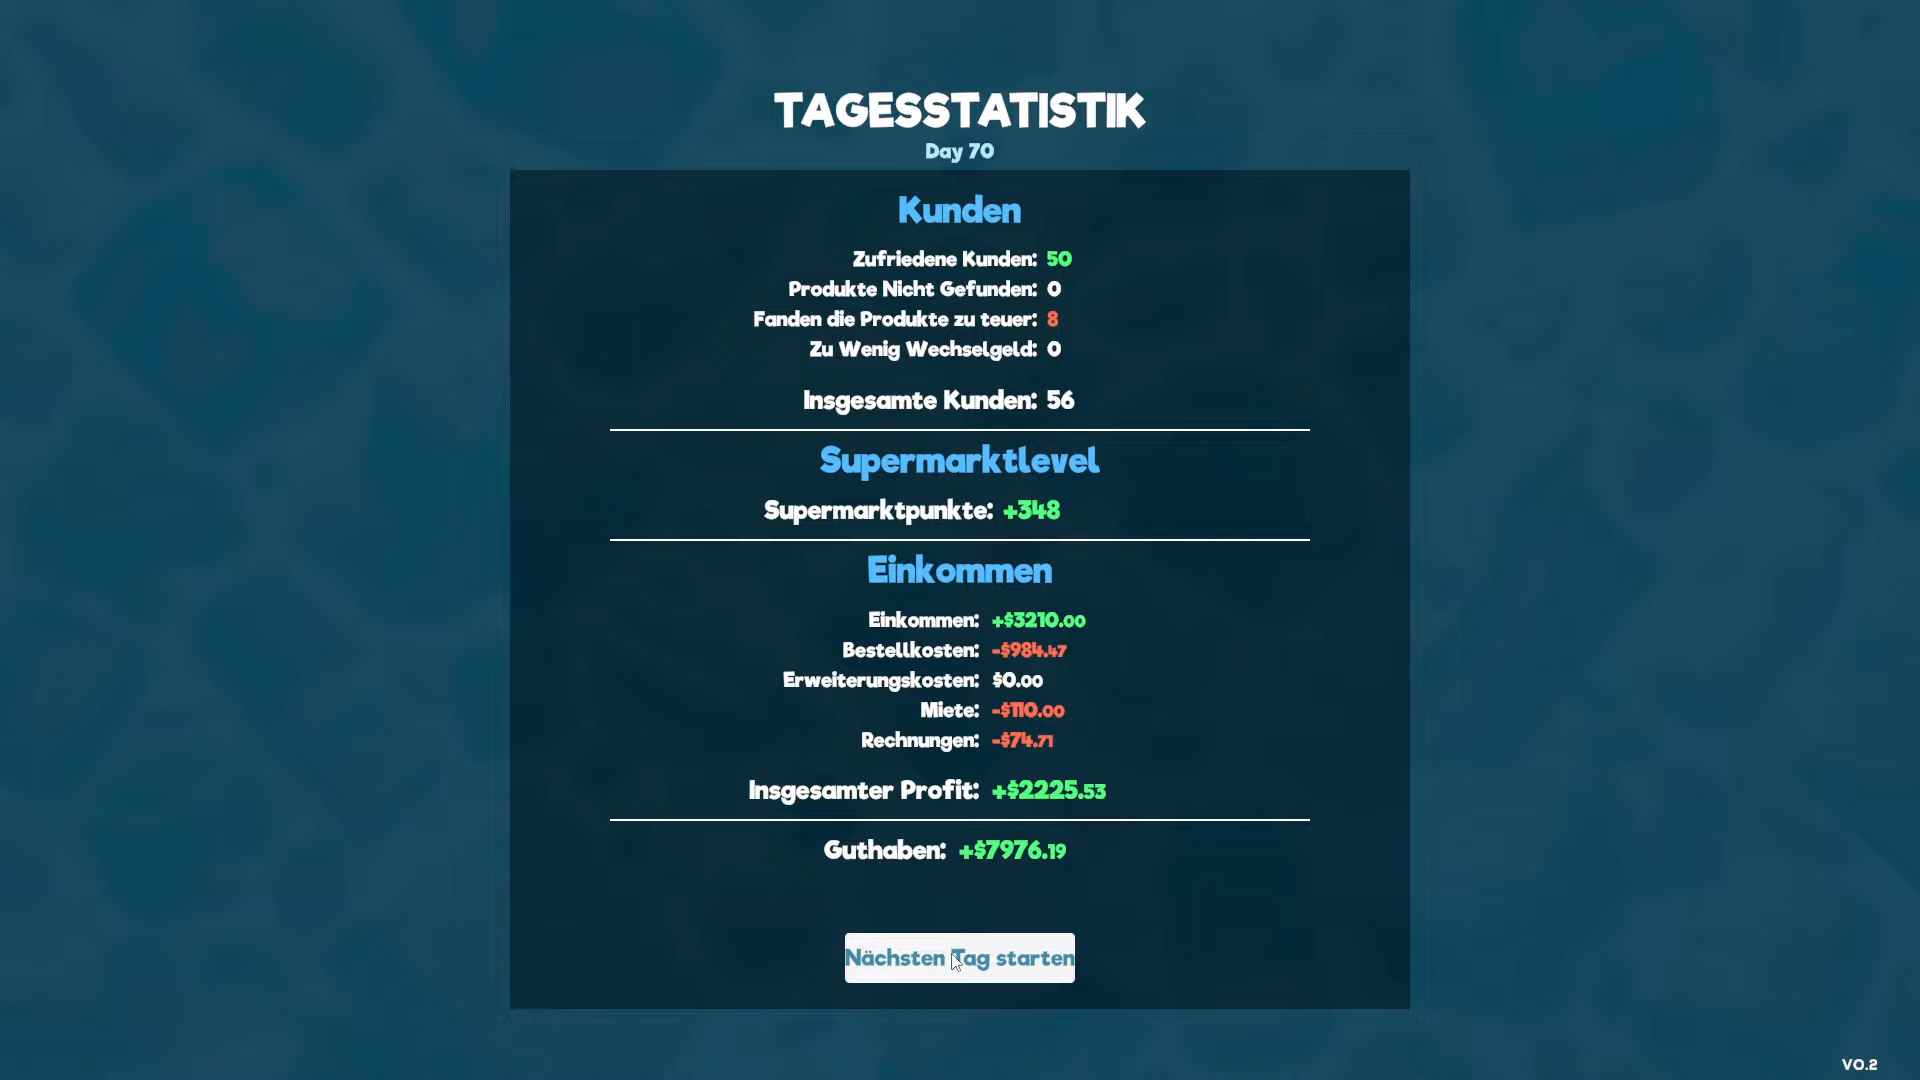 TAGESSTATISTIK
Day 70
Kunden
Zufriedene Kunden: 50
Produkte Nicht Gefunden: 0
Fanden die Produkte zu teuer: 8
Zu Wenig Wechselgeld: 0
Insgesamte Kunden: 56
Supermarktlevel
Supermarktpunkte: +348
Einkommen
Einkommen: +$3210.00
Bestellkosten: -$984.47
Erweiterungskosten: $0.00
Miete: -$110.00
Rechnungen: -$74.71
Insgesamter Profit: +$2225.53
Guthaben: +$7976.19
Nächsten Tag starten
V0.2